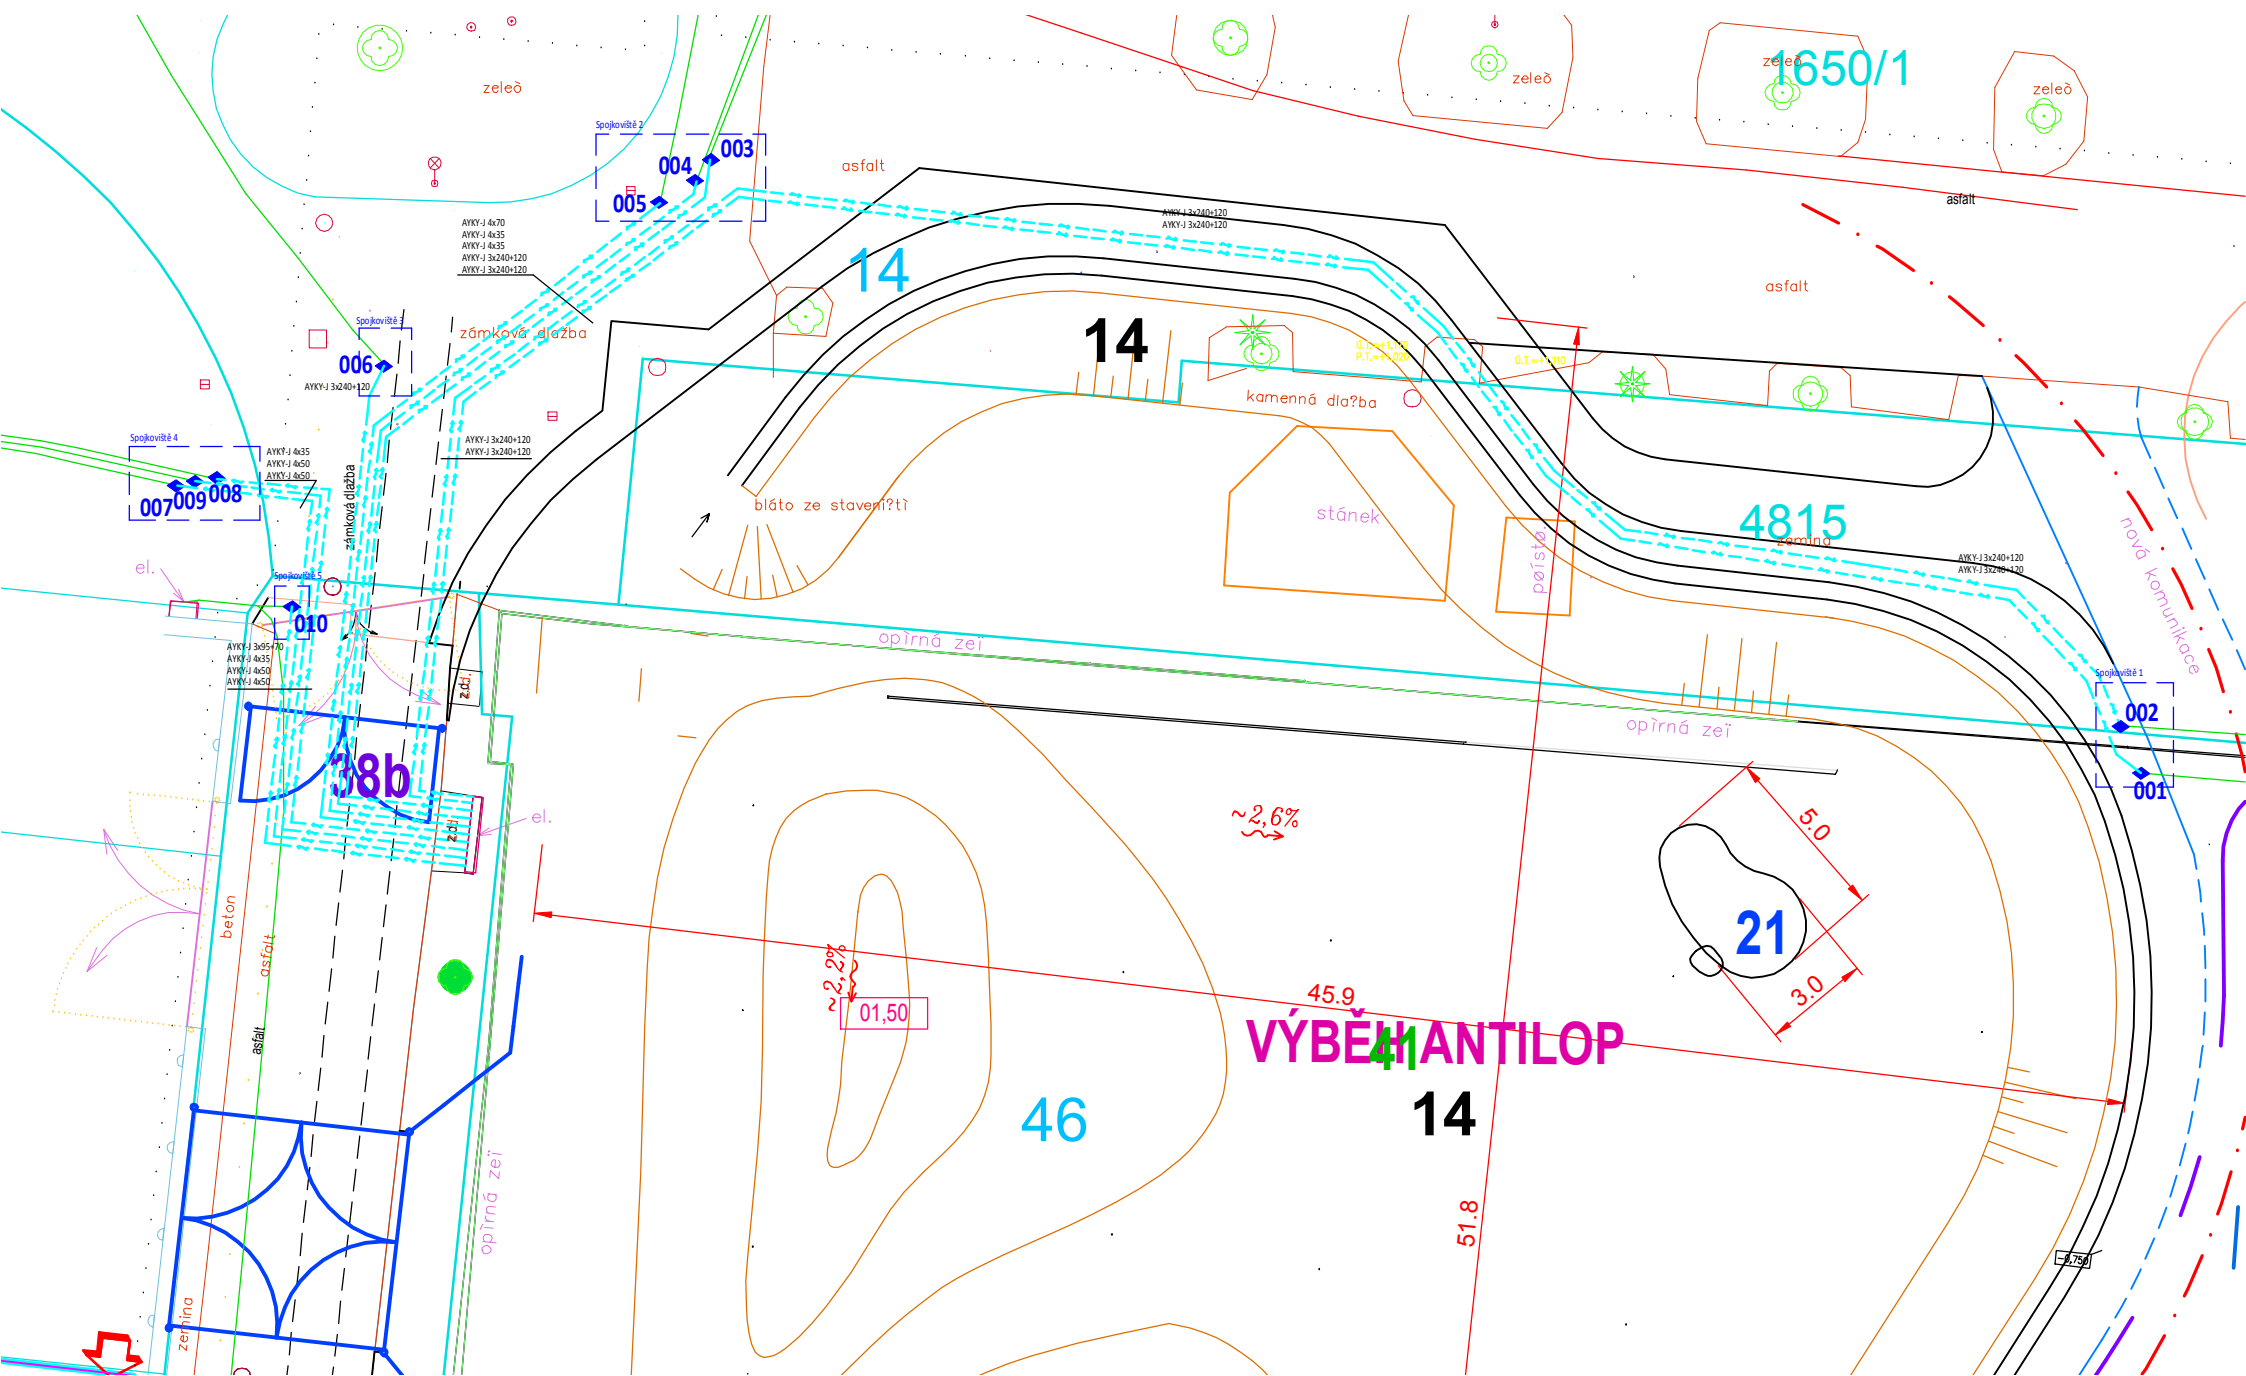 1650/1
zeleò
zeleò
zeleò
zeleò
Spojkoviště 2
003
004
005
asfalt
asfalt
AYKY-J 4x70
AYKY-J 4x35
AYKY-J 4x35
AYKY-J 3x240+120
AYKY-J 3x240+120
AYKY-J 3x240+120
AYKY-J 3x240+120
14
asfalt
Spojkoviště 3
006
AYKY-J 3x240+120
zámková dlažba
14
kamenná dla?ba
Spojkoviště 4
007
009
008
AYKY-J 4x35
AYKY-J 4x50
AYKY-J 4x50
AYKY-J 3x240+120
AYKY-J 3x240+120
zámková dlažba
bláto ze staveni?tì
stánek
pøístø.
4815
zemina
AYKY-J 3x240+120
AYKY-J 3x240+120
nová komunikace
el.
Spojkoviště 5
010
AYKY-J 3x95+70
AYKY-J 4x35
AYKY-J 4x50
AYKY-J 4x50
opìrná zeï
opìrná zeï
z.d.
z.d.
Spojkoviště 1
002
001
38b
el.
z.d.
~2,6%
5.0
21
3.0
beton
asfalt
asfalt
~2,2%
01,50
45.9
VÝBĚH ANTILOP
41
46
14
opìrná zeï
51.8
-0,750
zemina